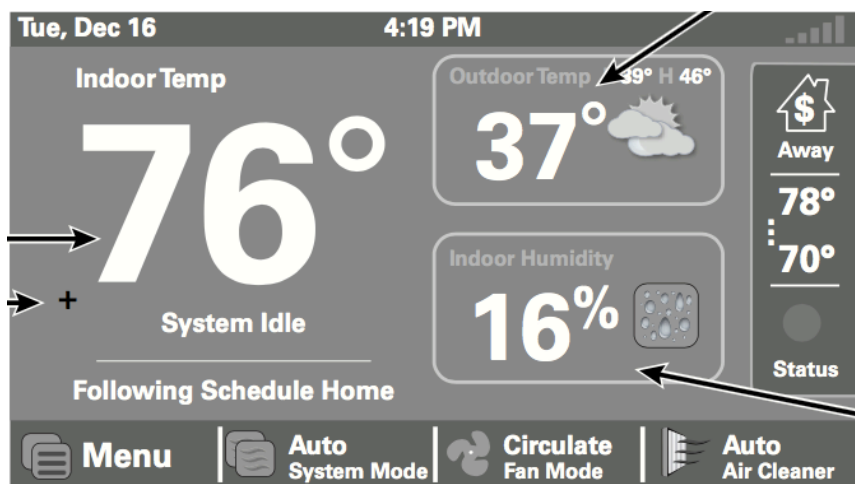 Tue, Dec 16 4:19 PM
Indoor Temp
76°
+
System Idle
Following Schedule Home
Outdoor Temp 39° H 46°
37°
Indoor Humidity
16%
$
Away
78°
70°
Status
Menu
Auto
System Mode
Circulate
Fan Mode
Auto
Air Cleaner